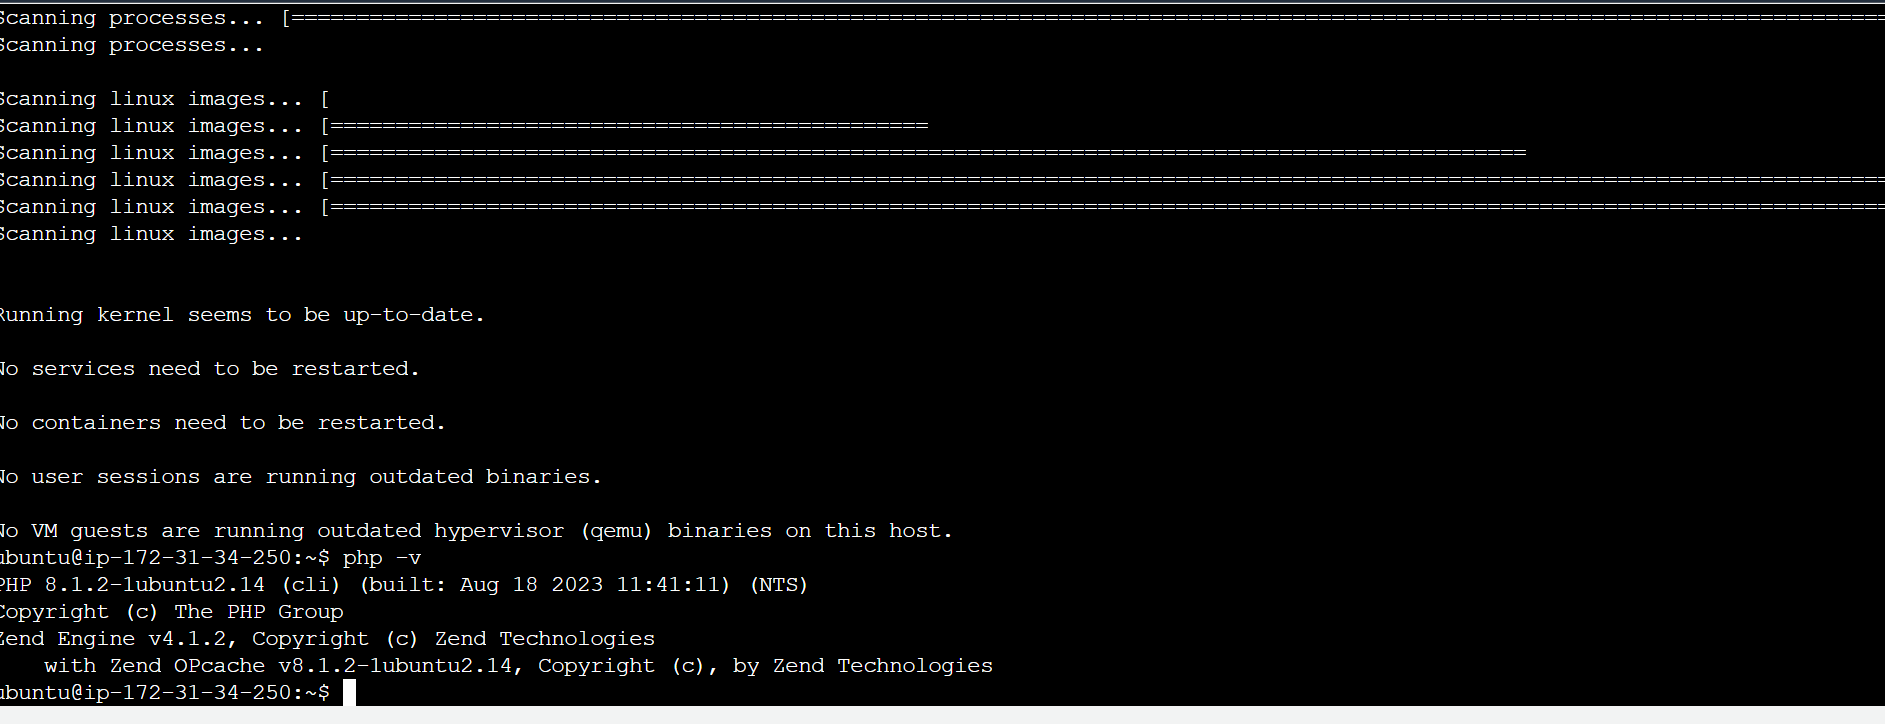 Scanning processes... [===========================================================================================================================
Scanning processes...
Scanning linux images... [
Scanning linux images... [==============================================
Scanning linux images... [============================================================================================
Scanning linux images... [========================================================================================================================
Scanning linux images... [========================================================================================================================
Scanning linux images...
Running kernel seems to be up-to-date.
No services need to be restarted.
No containers need to be restarted.
No user sessions are running outdated binaries.
No VM guests are running outdated hypervisor (qemu) binaries on this host.
ubuntu@ip-172-31-34-250:~$ php -v
PHP 8.1.2-1ubuntu2.14 (cli) (built: Aug 18 2023 11:41:11) (NTS)
Copyright (c) The PHP Group
Zend Engine v4.1.2, Copyright (c) Zend Technologies
    with Zend OPcache v8.1.2-1ubuntu2.14, Copyright (c), by Zend Technologies
ubuntu@ip-172-31-34-250:~$